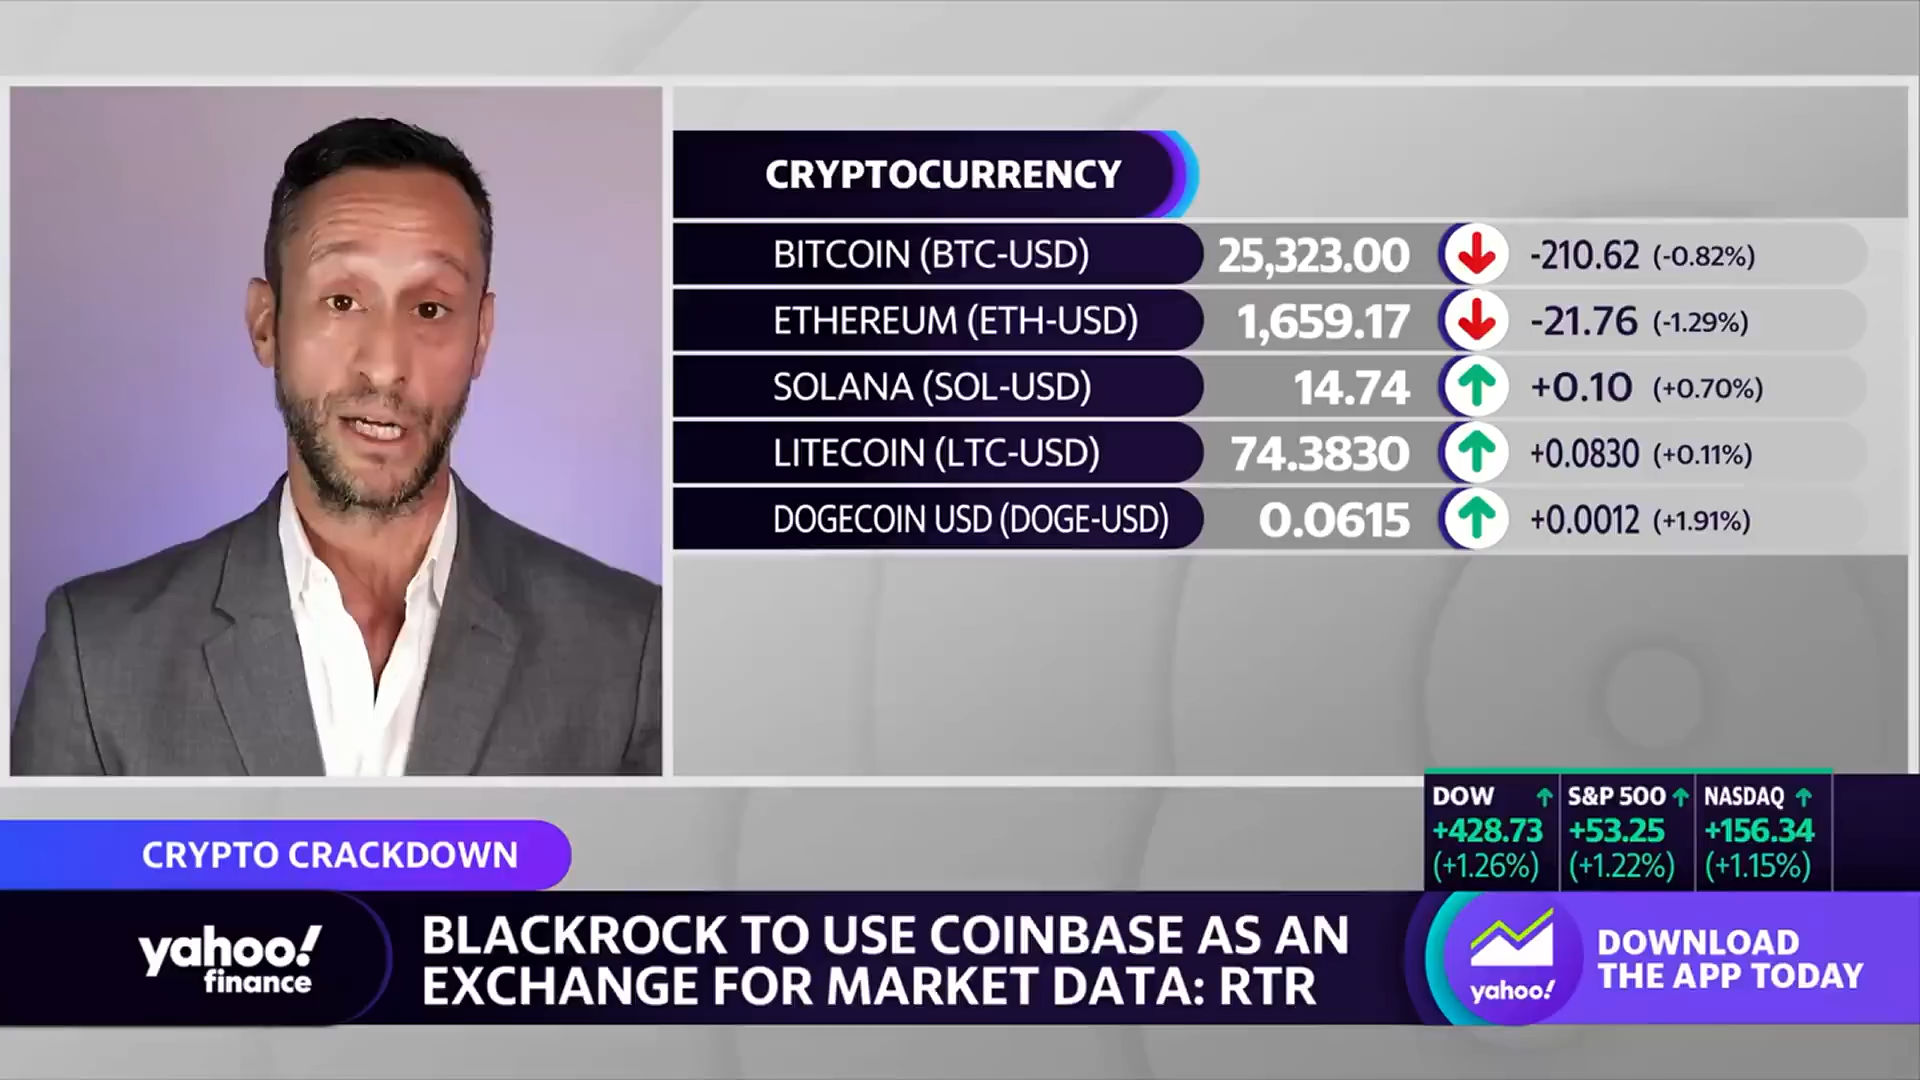 CRYPTOCURRENCY
BITCOIN (BTC-USD) 25,323.00 -210.62 (-0.82%)
ETHEREUM (ETH-USD) 1,659.17 -21.76 (-1.29%)
SOLANA (SOL-USD) 14.74 +0.10 (+0.70%)
LITECOIN (LTC-USD) 74.3830 +0.0830 (+0.11%)
DOGECOIN USD (DOGE-USD) 0.0615 +0.0012 (+1.91%)
DOW S&P 500 NASDAQ
+428.73 +53.25 +156.34
(+1.26%) (+1.22%) (+1.15%)
CRYPTO CRACKDOWN
yahoo!
finance
BLACKROCK TO USE COINBASE AS AN
EXCHANGE FOR MARKET DATA: RTR
yahoo!
DOWNLOAD
THE APP TODAY